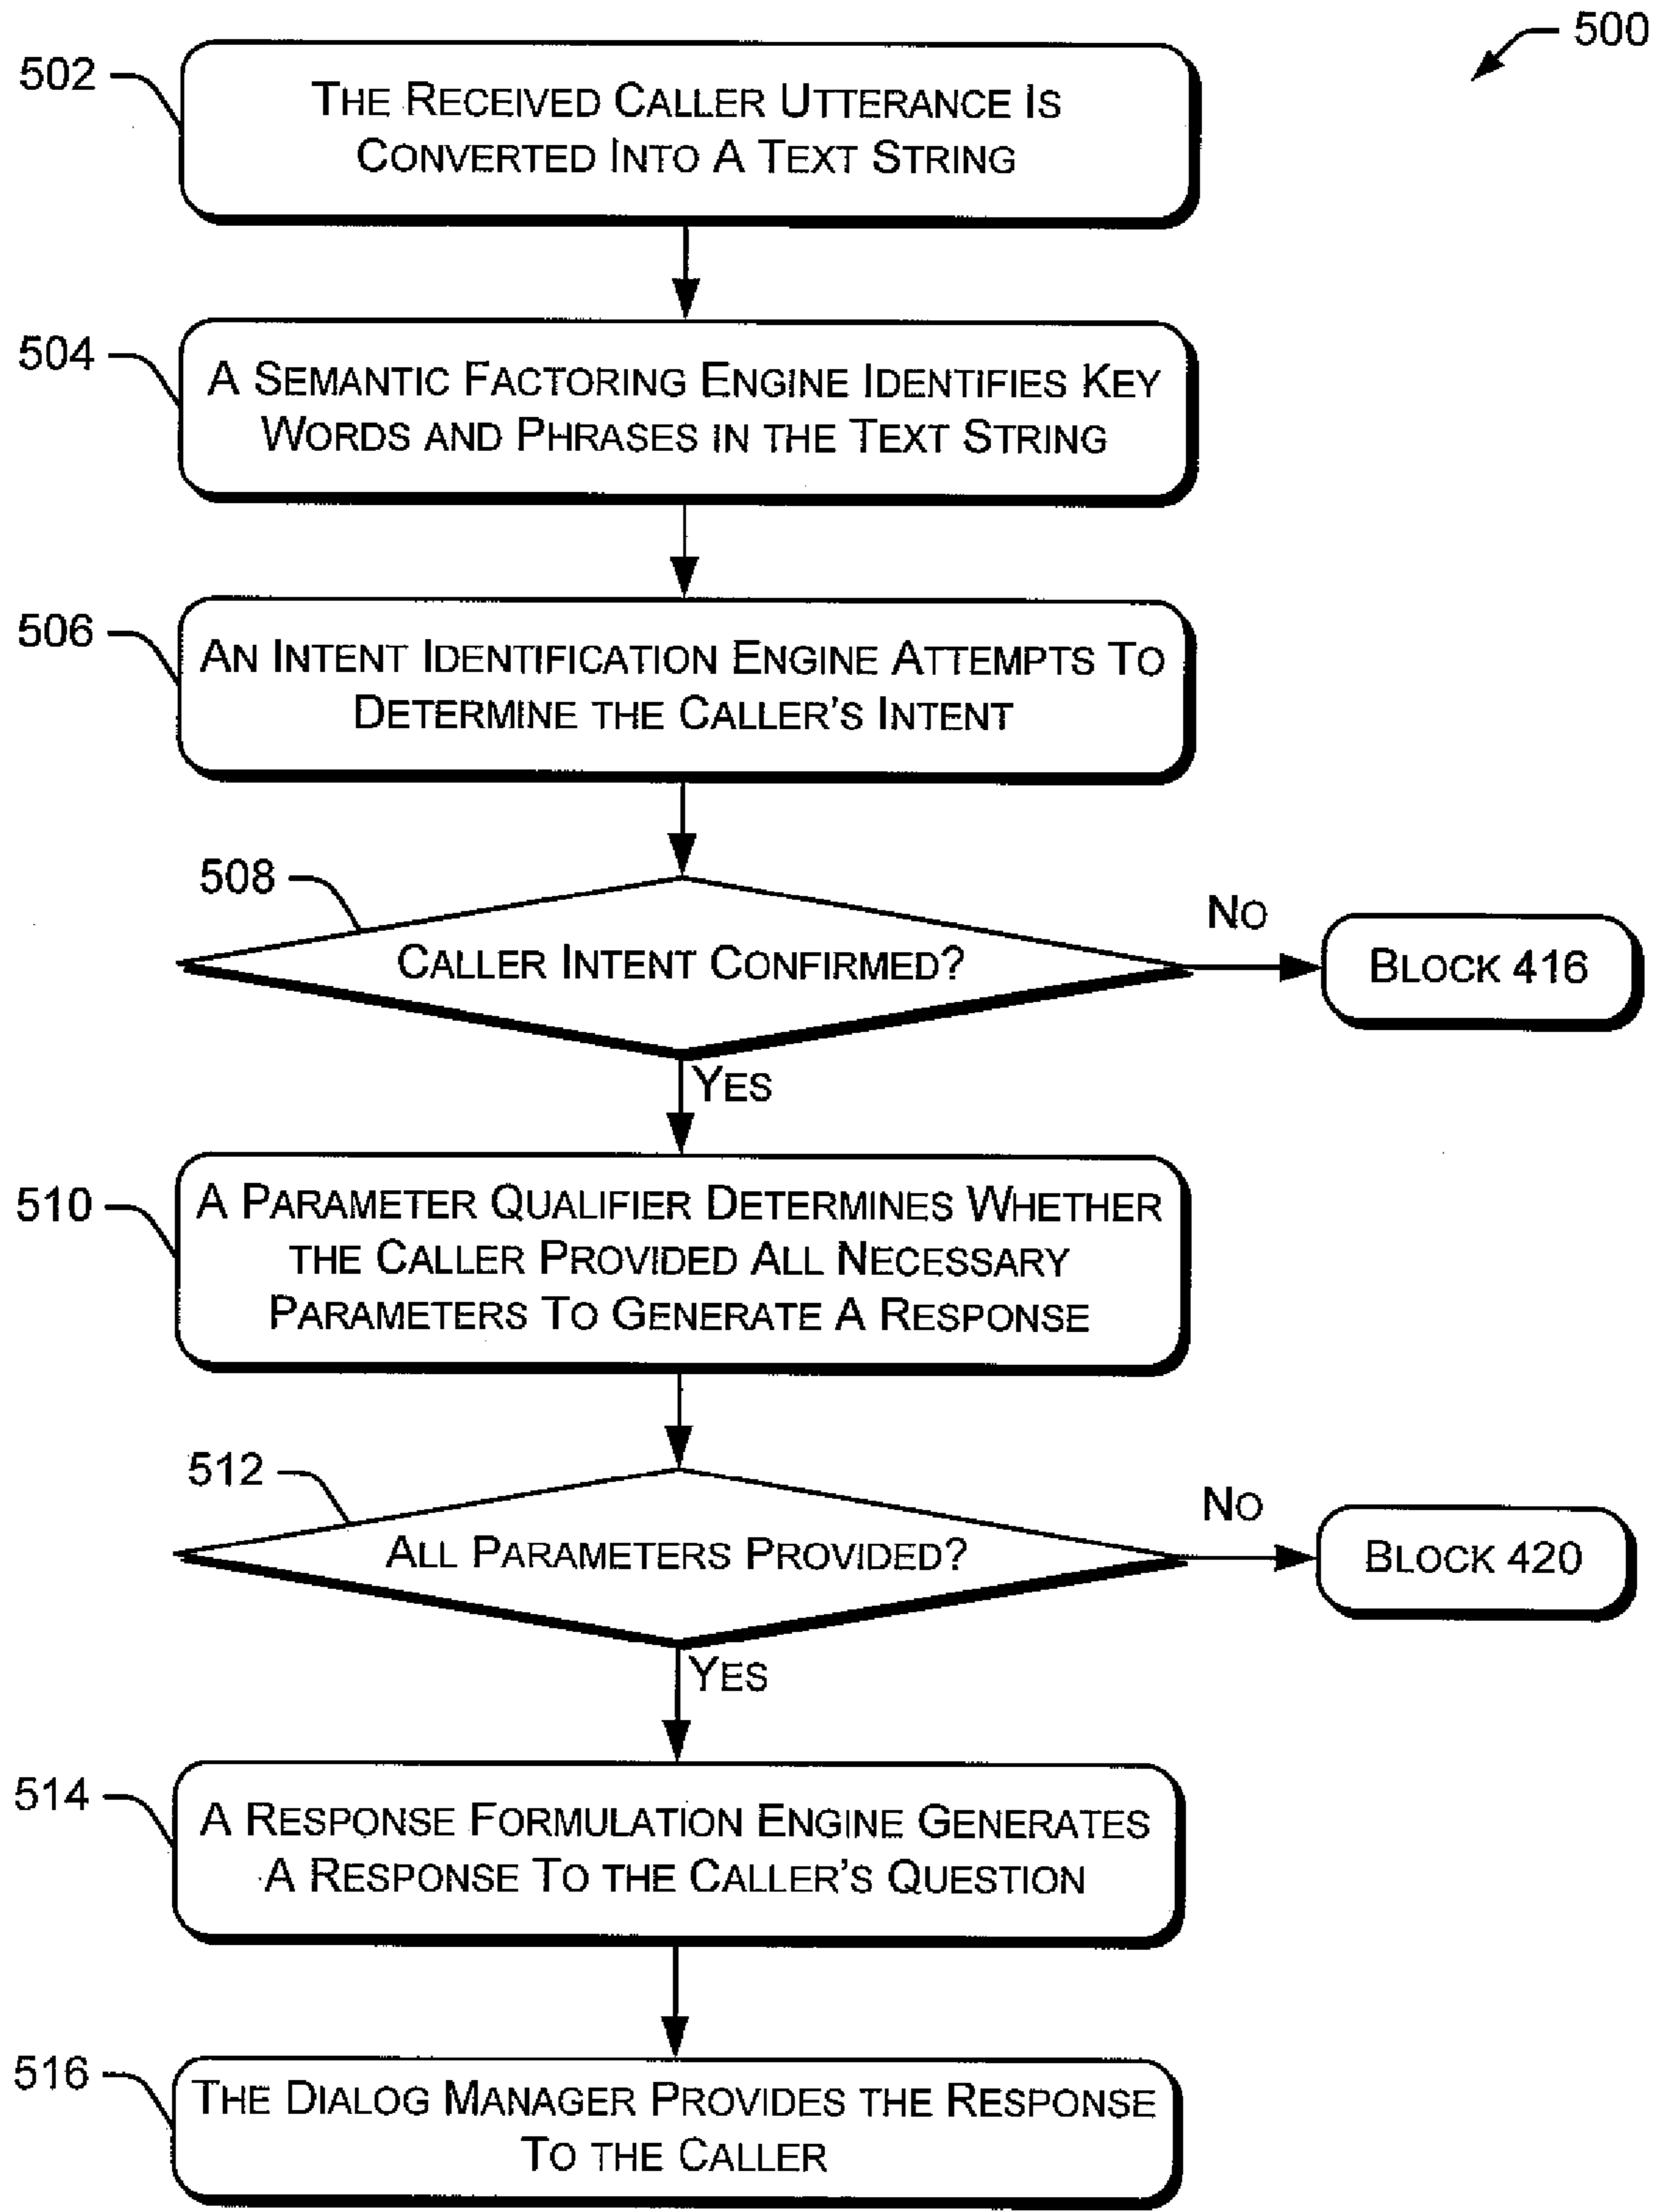 500
502
THE RECEIVED CALLER UTTERANCE IS
CONVERTED INTO A TEXT STRING
504
A SEMANTIC FACTORING ENGINE IDENTIFIES KEY
WORDS AND PHRASES IN THE TEXT STRING
506
AN INTENT IDENTIFICATION ENGINE ATTEMPTS TO
DETERMINE THE CALLER'S INTENT
508
CALLER INTENT CONFIRMED?
NO
BLOCK 416
YES
510
A PARAMETER QUALIFIER DETERMINES WHETHER
THE CALLER PROVIDED ALL NECESSARY
PARAMETERS TO GENERATE A RESPONSE
512
ALL PARAMETERS PROVIDED?
NO
BLOCK 420
YES
514
A RESPONSE FORMULATION ENGINE GENERATES
A RESPONSE TO THE CALLER'S QUESTION
516
THE DIALOG MANAGER PROVIDES THE RESPONSE
TO THE CALLER